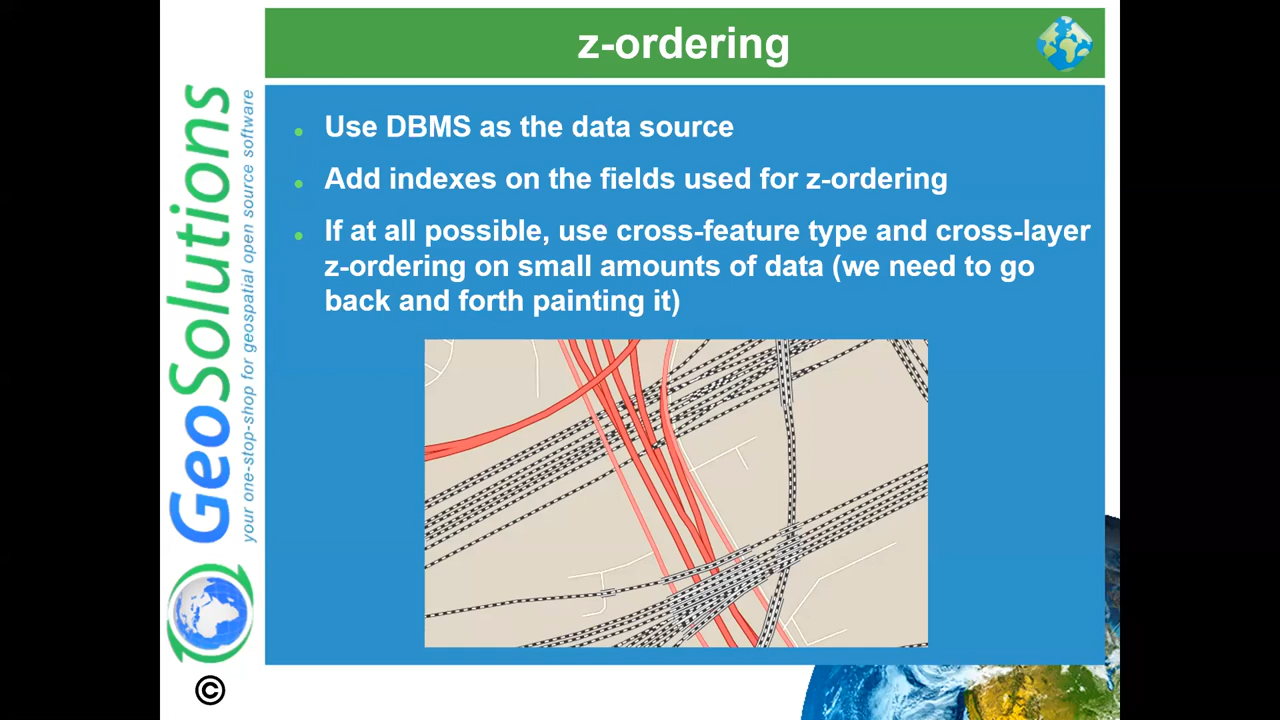 z-ordering
Use DBMS as the data source
Add indexes on the fields used for z-ordering
If at all possible, use cross-feature type and cross-layer
z-ordering on small amounts of data (we need to go
back and forth painting it)
GeoSolutions
your one-stop-shop for geospatial open source software
©